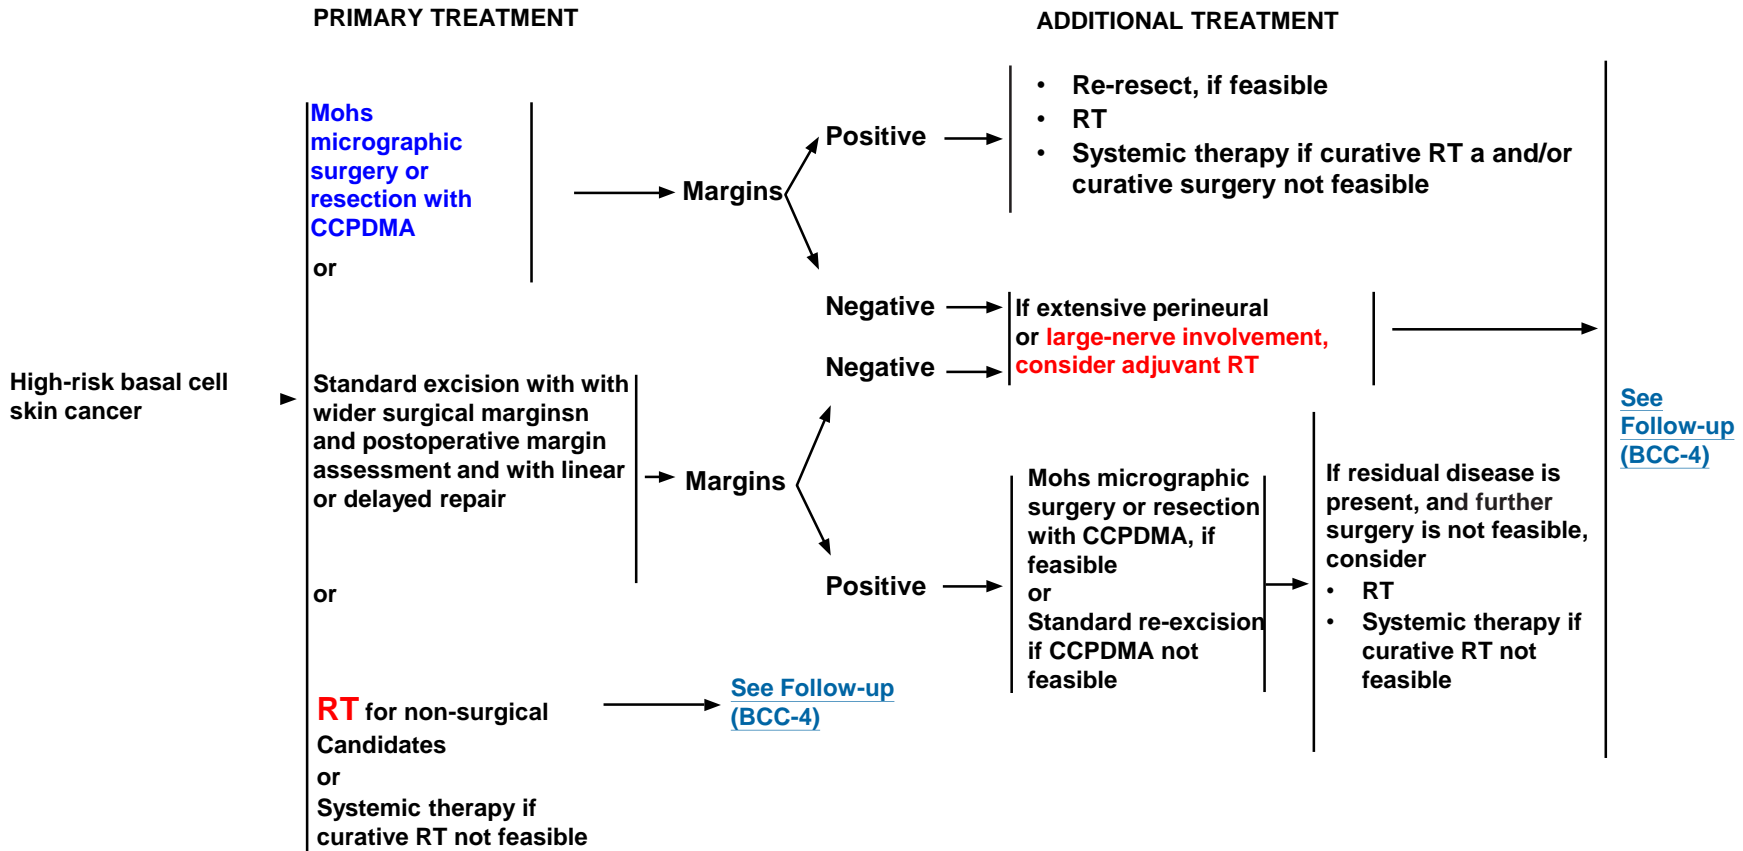 PRIMARY TREATMENT
ADDITIONAL TREATMENT
High-risk basal cell
skin cancer
Mohs
micrographic
surgery or
resection with
CCPDMA
or
Standard excision with with
wider surgical marginsn
and postoperative margin
assessment and with linear
or delayed repair
or
RT for non-surgical
Candidates
or
Systemic therapy if
curative RT not feasible
Margins
Positive
Negative
Negative
Margins
Positive
See Follow-up
(BCC-4)
• Re-resect, if feasible
• RT
• Systemic therapy if curative RT a and/or
curative surgery not feasible
If extensive perineural
or large-nerve involvement,
consider adjuvant RT
Mohs micrographic
surgery or resection
with CCPDMA, if
feasible
or
Standard re-excision
if CCPDMA not
feasible
If residual disease is
present, and further
surgery is not feasible,
consider
• RT
• Systemic therapy if
curative RT not
feasible
See
Follow-up
(BCC-4)